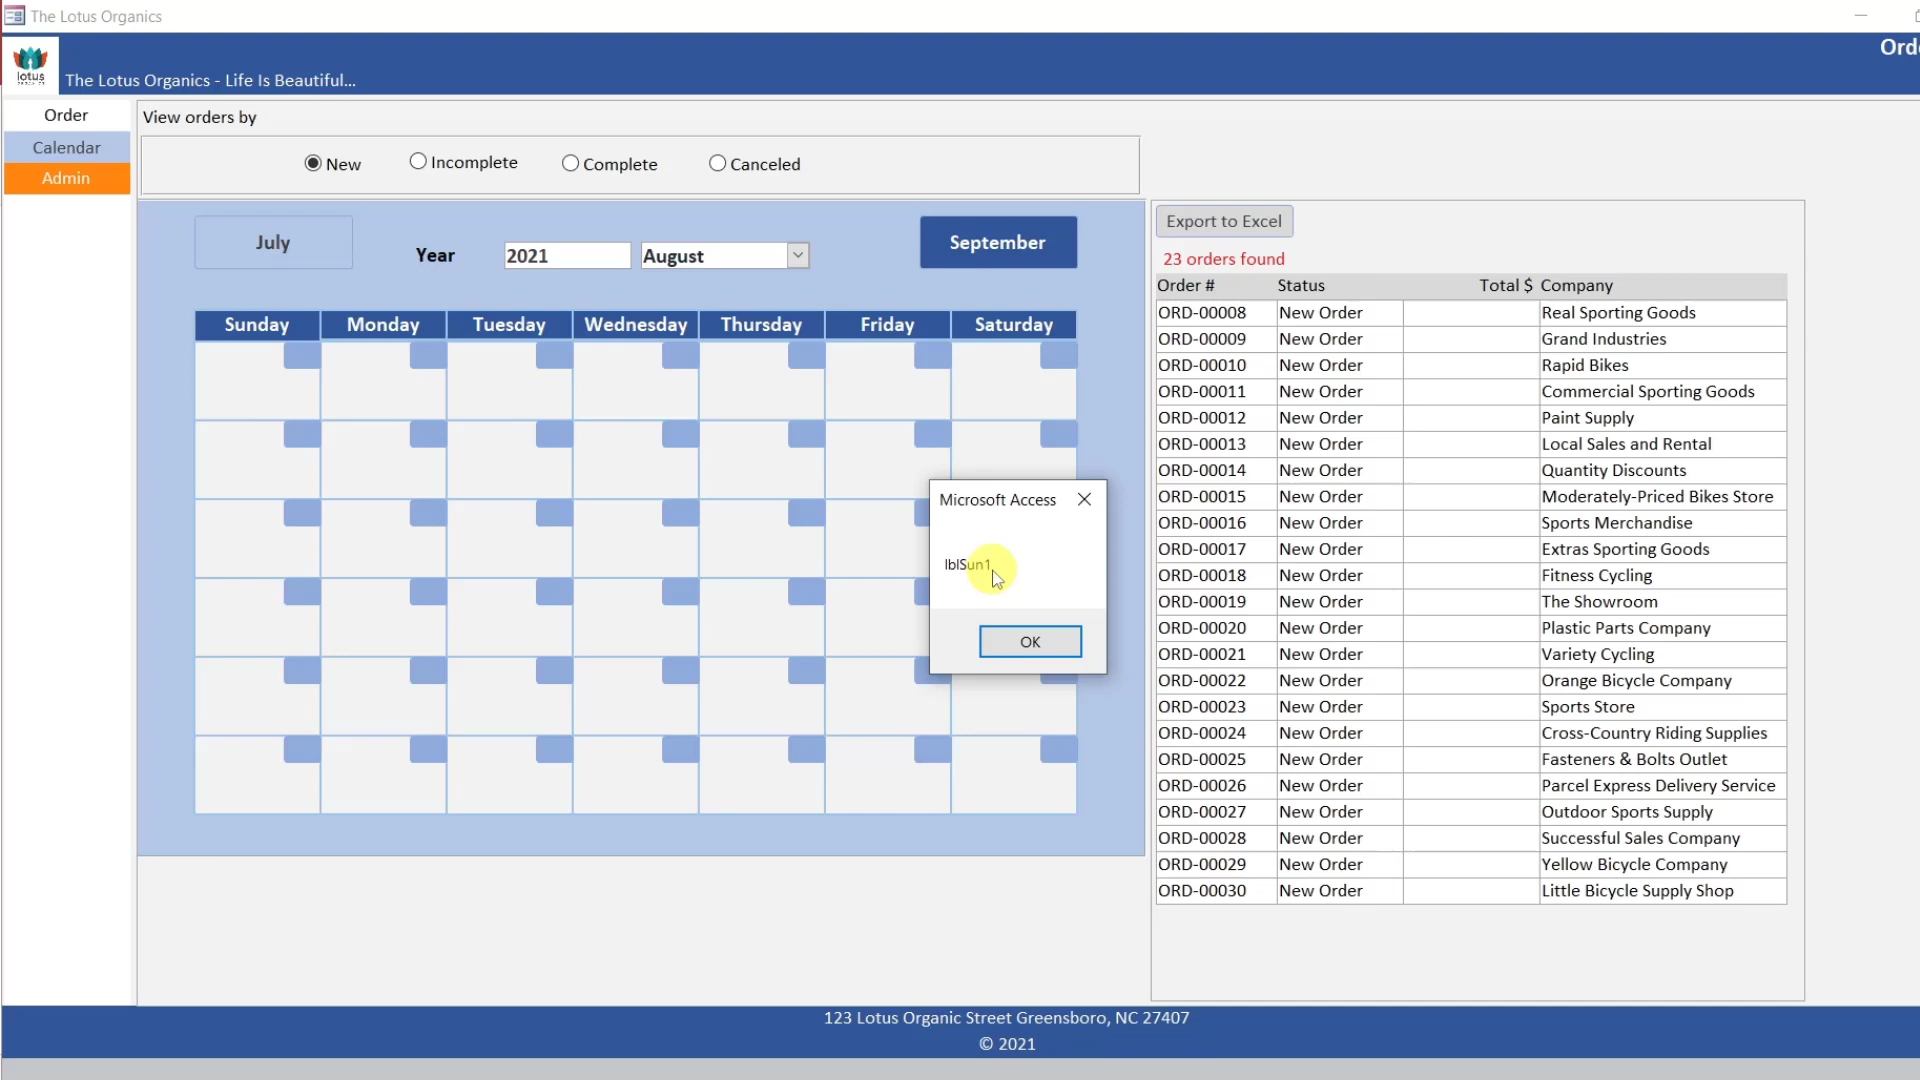 The Lotus Organics
lotus
The Lotus Organics - Life Is Beautiful...
Orde
Order
Calendar
Admin
View orders by
New
Incomplete
Complete
Canceled
July
Year
2021
August
September
Sunday Monday Tuesday Wednesday Thursday Friday Saturday
Microsoft Access
lblSun1
OK
Export to Excel
23 orders found
Order # Status Total $ Company
ORD-00008 New Order Real Sporting Goods
ORD-00009 New Order Grand Industries
ORD-00010 New Order Rapid Bikes
ORD-00011 New Order Commercial Sporting Goods
ORD-00012 New Order Paint Supply
ORD-00013 New Order Local Sales and Rental
ORD-00014 New Order Quantity Discounts
ORD-00015 New Order Moderately-Priced Bikes Store
ORD-00016 New Order Sports Merchandise
ORD-00017 New Order Extras Sporting Goods
ORD-00018 New Order Fitness Cycling
ORD-00019 New Order The Showroom
ORD-00020 New Order Plastic Parts Company
ORD-00021 New Order Variety Cycling
ORD-00022 New Order Orange Bicycle Company
ORD-00023 New Order Sports Store
ORD-00024 New Order Cross-Country Riding Supplies
ORD-00025 New Order Fasteners & Bolts Outlet
ORD-00026 New Order Parcel Express Delivery Service
ORD-00027 New Order Outdoor Sports Supply
ORD-00028 New Order Successful Sales Company
ORD-00029 New Order Yellow Bicycle Company
ORD-00030 New Order Little Bicycle Supply Shop
123 Lotus Organic Street Greensboro, NC 27407
© 2021